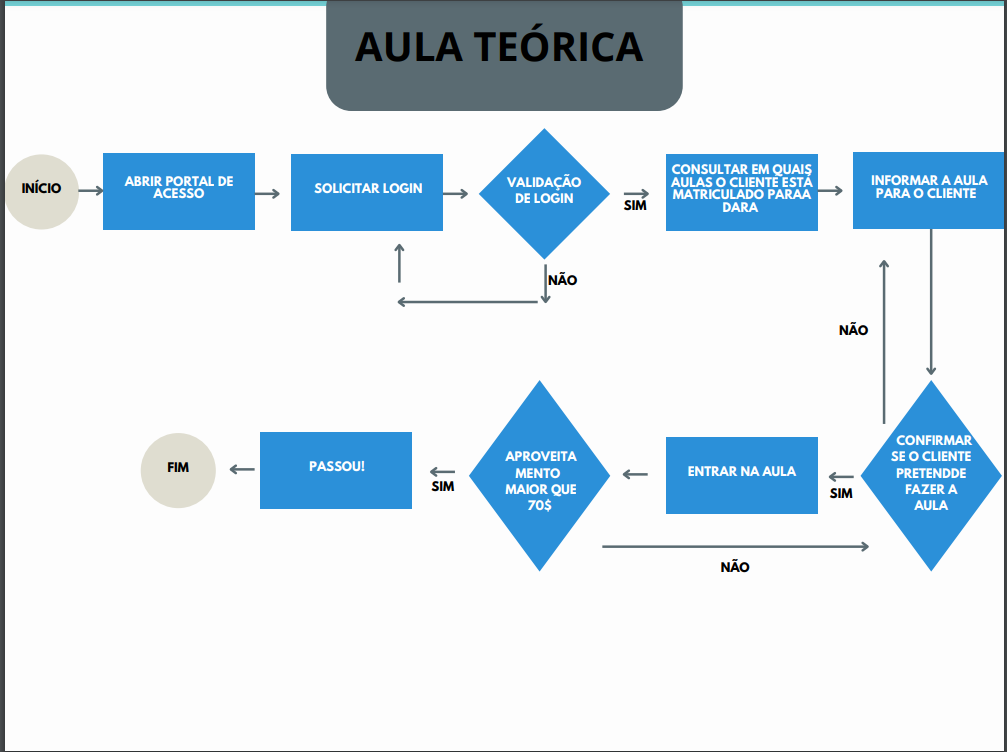 AULA TEÓRICA
INÍCIO
ABRIR PORTAL DE
ACESSO
SOLICITAR LOGIN
VALIDAÇÃO
DE LOGIN
SIM
CONSULTAR EM QUAIS
AULAS O CLIENTE ESTÁ
MATRICULADO PARAA
DARA
INFORMAR A AULA
PARA O CLIENTE
NÃO
NÃO
CONFIRMAR
SE O CLIENTE
PRETENDDE
FAZER A
AULA
SIM
ENTRAR NA AULA
APROVEITA
MENTO
MAIOR QUE
70$
NÃO
SIM
PASSOU!
FIM